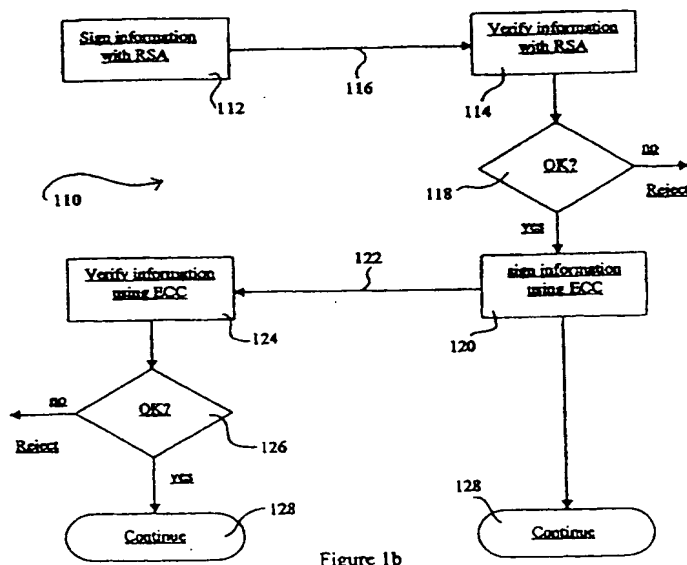 Sign information
with RSA
112
116
Verify information
with RSA
114
110
OK?
118
no
Reject
yes
122
Verify information
using ECC
124
sign information
using ECC
120
no
OK?
126
Reject
yes
Continue
128
128
Continue
Figure 1b